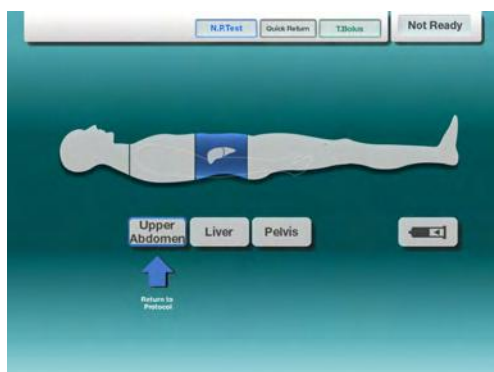 N.P.Test
Quick Return
T.Bolus
Not Ready
Upper
Abdomen
Liver
Pelvis
Return to
Protocol